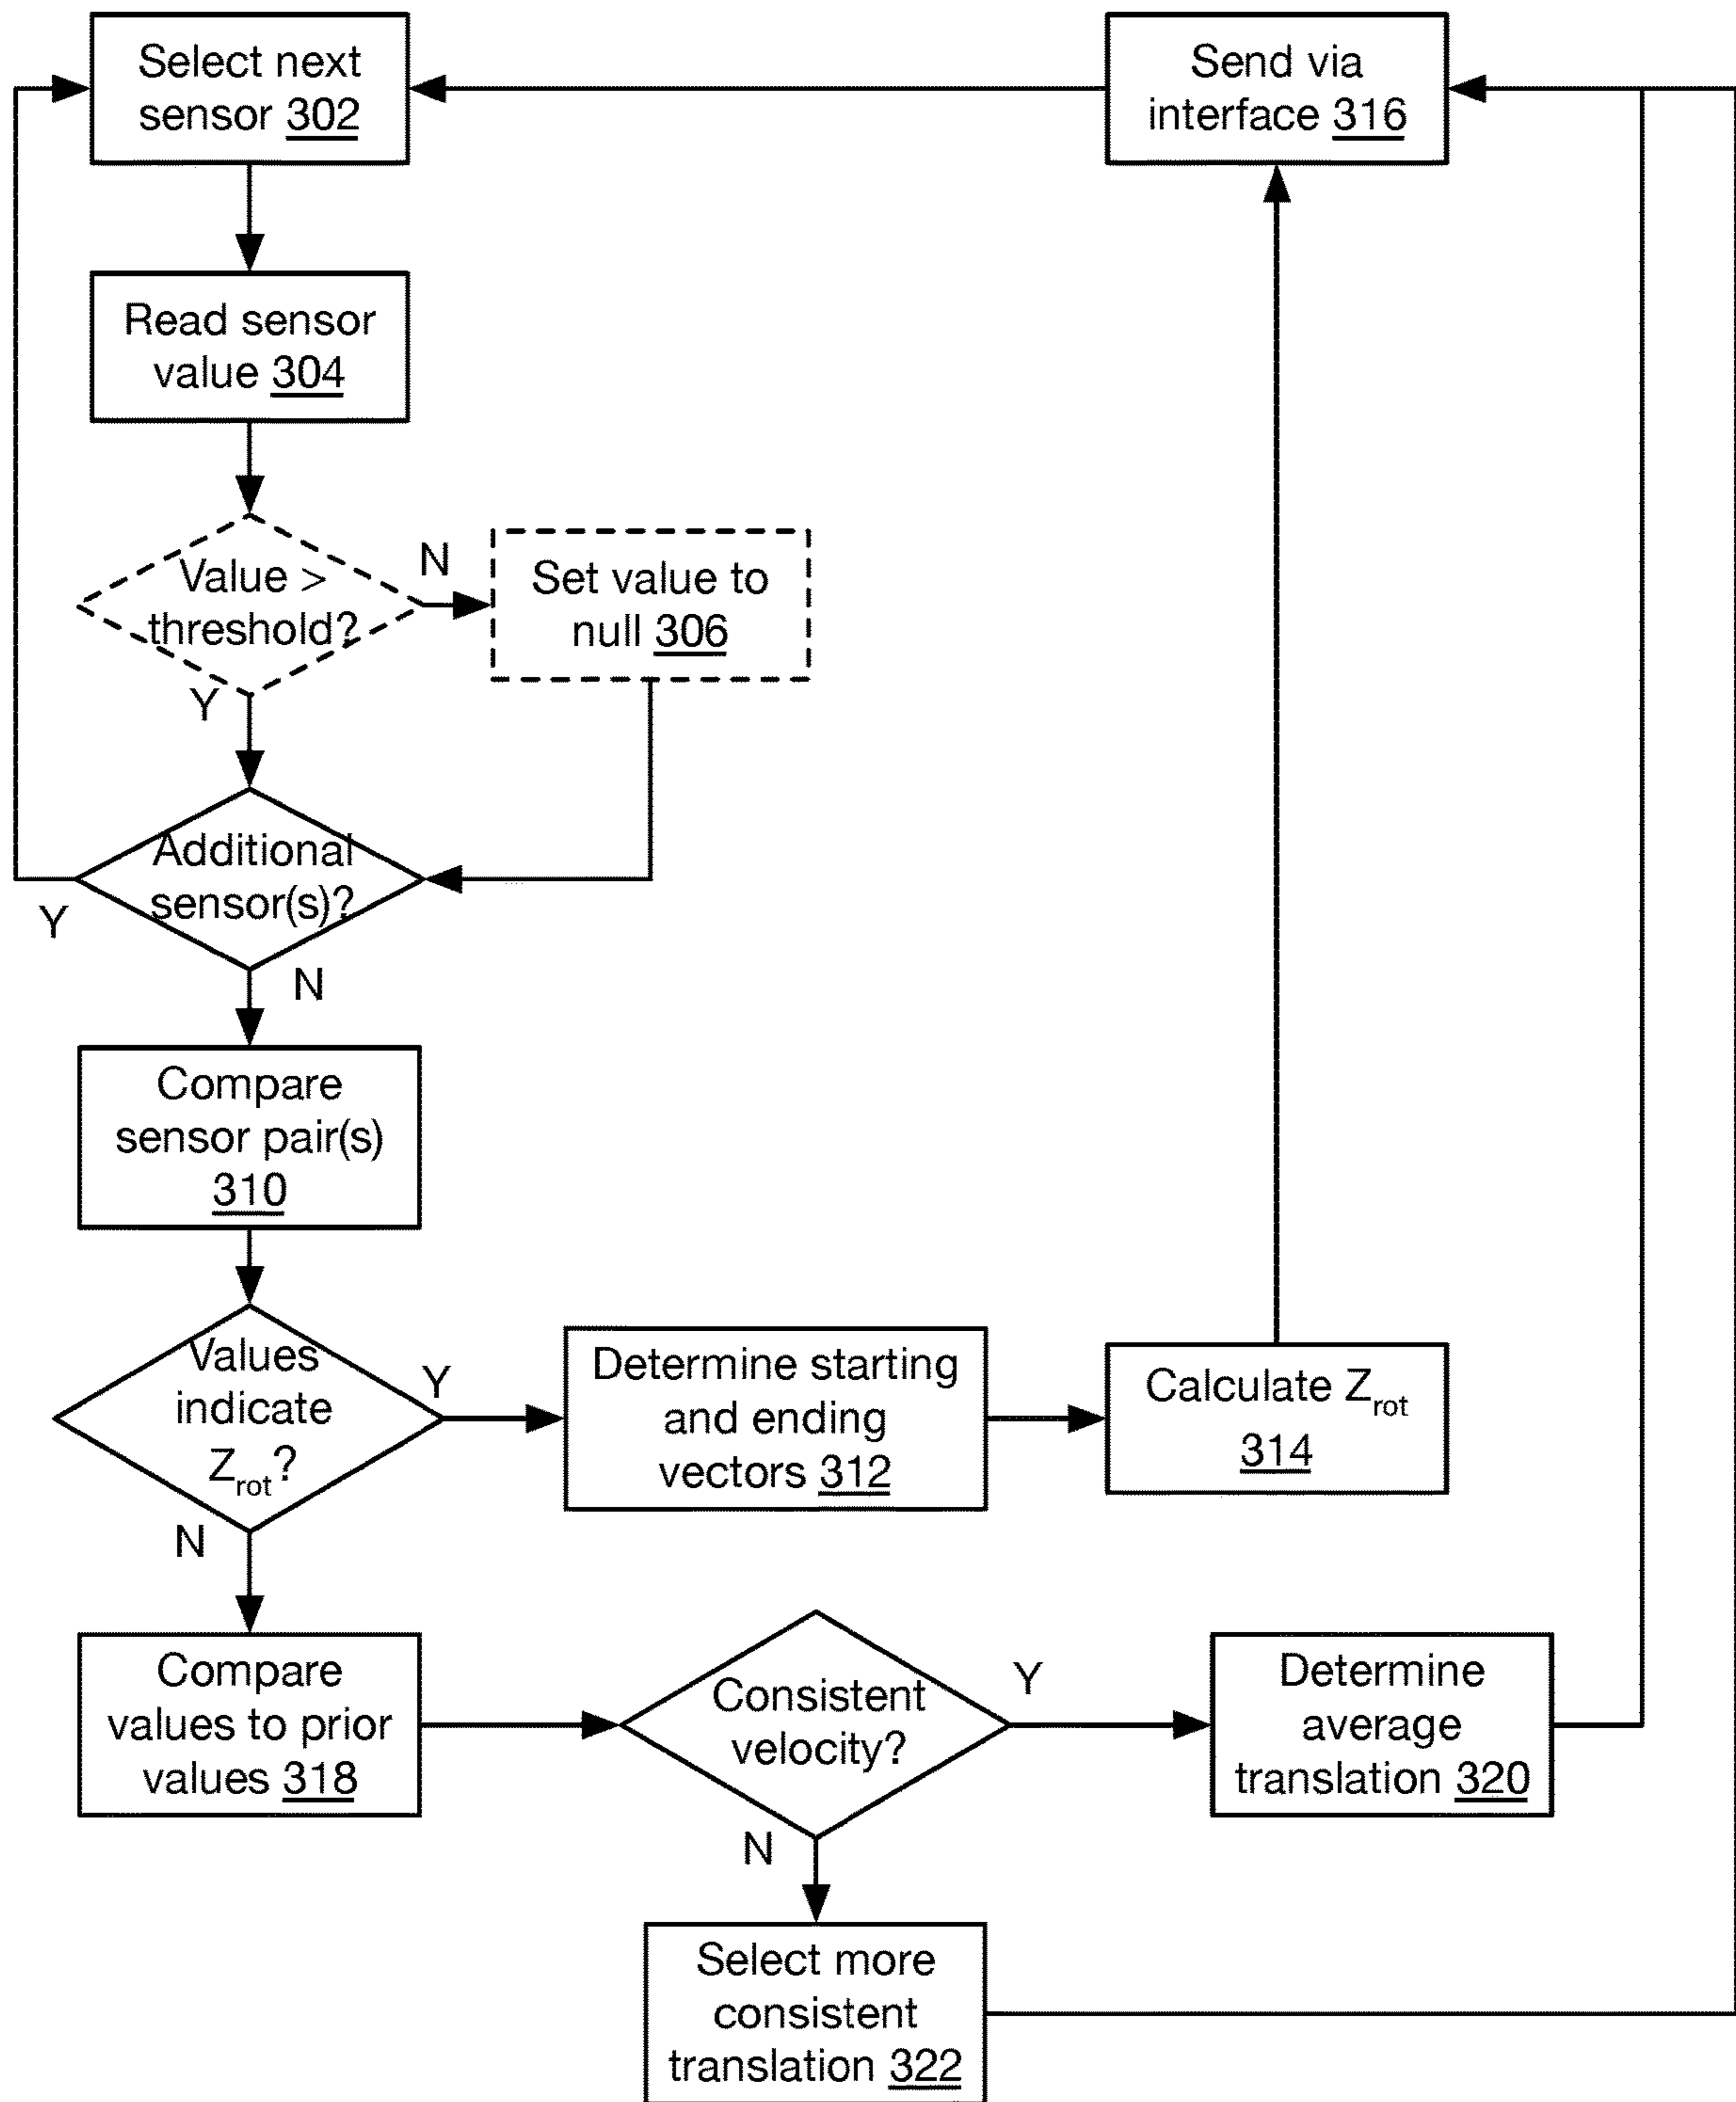 Select next
sensor 302
Send via
interface 316
Read sensor
value 304
Value >
threshold?
N
Set value to
null 306
Y
Additional
sensor(s)?
Y
N
Compare
sensor pair(s)
310
Values
indicate
Zrot?
Y
Determine starting
and ending
vectors 312
Calculate Zrot
314
N
Compare
values to prior
values 318
Consistent
velocity?
Y
Determine
average
translation 320
N
Select more
consistent
translation 322